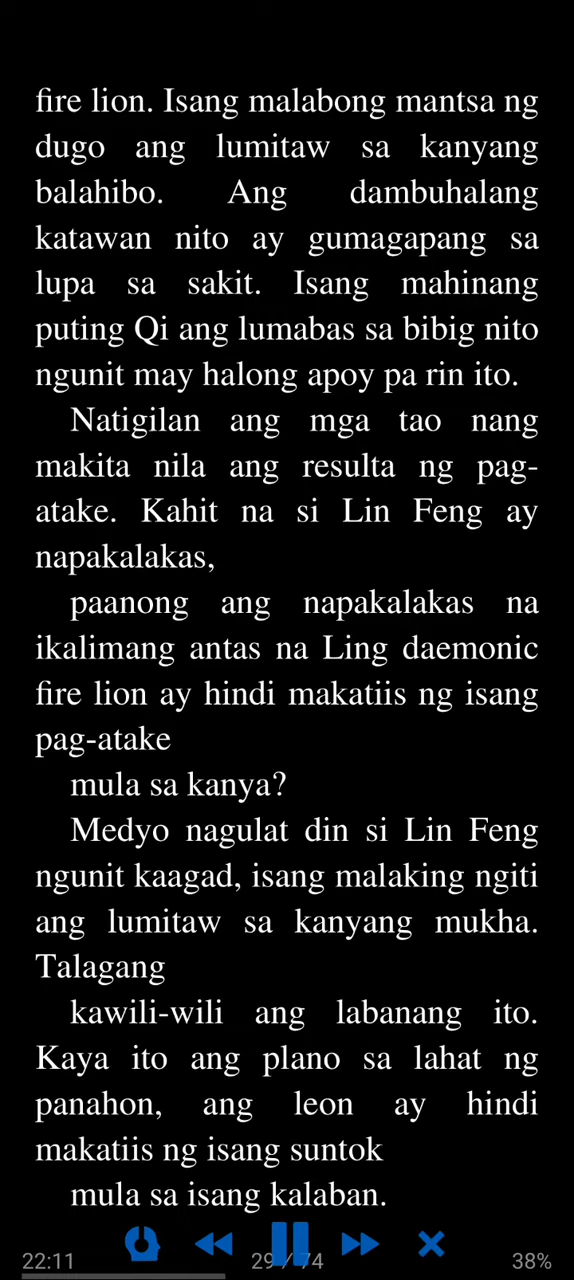 fire lion. Isang malabong mantsa ng
dugo ang lumitaw sa kanyang
balahibo. Ang dambuhalang
katawan nito ay gumagapang sa
lupa sa sakit. Isang mahinang
puting Qi ang lumabas sa bibig nito
ngunit may halong apoy pa rin ito.
Natigilan ang mga tao nang
makita nila ang resulta ng pag-
atake. Kahit na si Lin Feng ay
napakalakas,
paanong ang napakalakas na
ikalimang antas na Ling daemonic
fire lion ay hindi makatiis ng isang
pag-atake
mula sa kanya?
Medyo nagulat din si Lin Feng
ngunit kaagad, isang malaking ngiti
ang lumitaw sa kanyang mukha.
Talagang
kawili-wili ang labanang ito.
Kaya ito ang plano sa lahat ng
panahon, ang leon ay hindi
makatiis ng isang suntok
mula sa isang kalaban.
22:11 29 / 74 38%